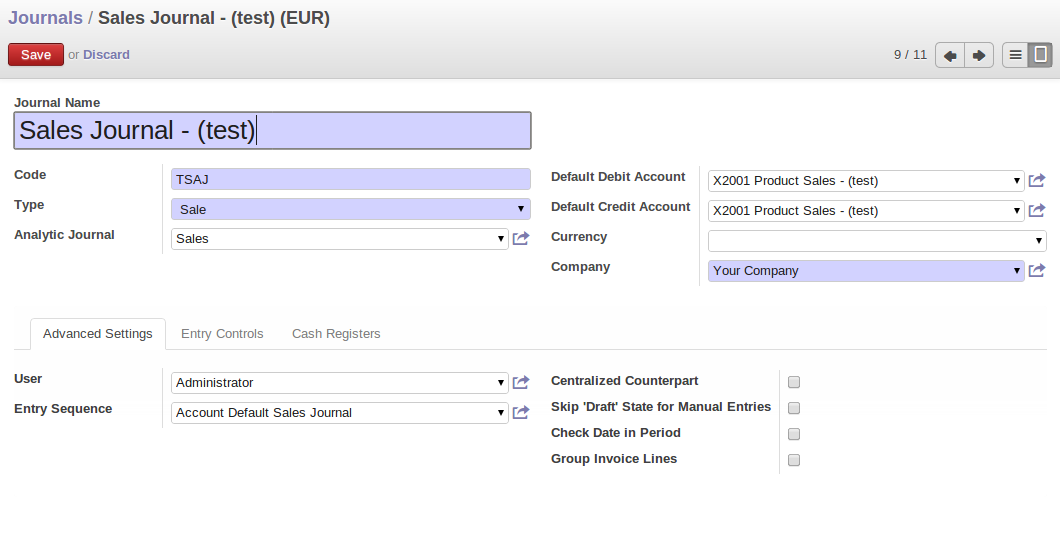 Journals / Sales Journal - (test) (EUR)
Save or Discard
9 / 11
Journal Name
Sales Journal - (test)
Code
TSAJ
Type
Sale
Analytic Journal
Sales
Default Debit Account
X2001 Product Sales - (test)
Default Credit Account
X2001 Product Sales - (test)
Currency
Company
Your Company
Advanced Settings
Entry Controls
Cash Registers
User
Administrator
Entry Sequence
Account Default Sales Journal
Centralized Counterpart
Skip 'Draft' State for Manual Entries
Check Date in Period
Group Invoice Lines